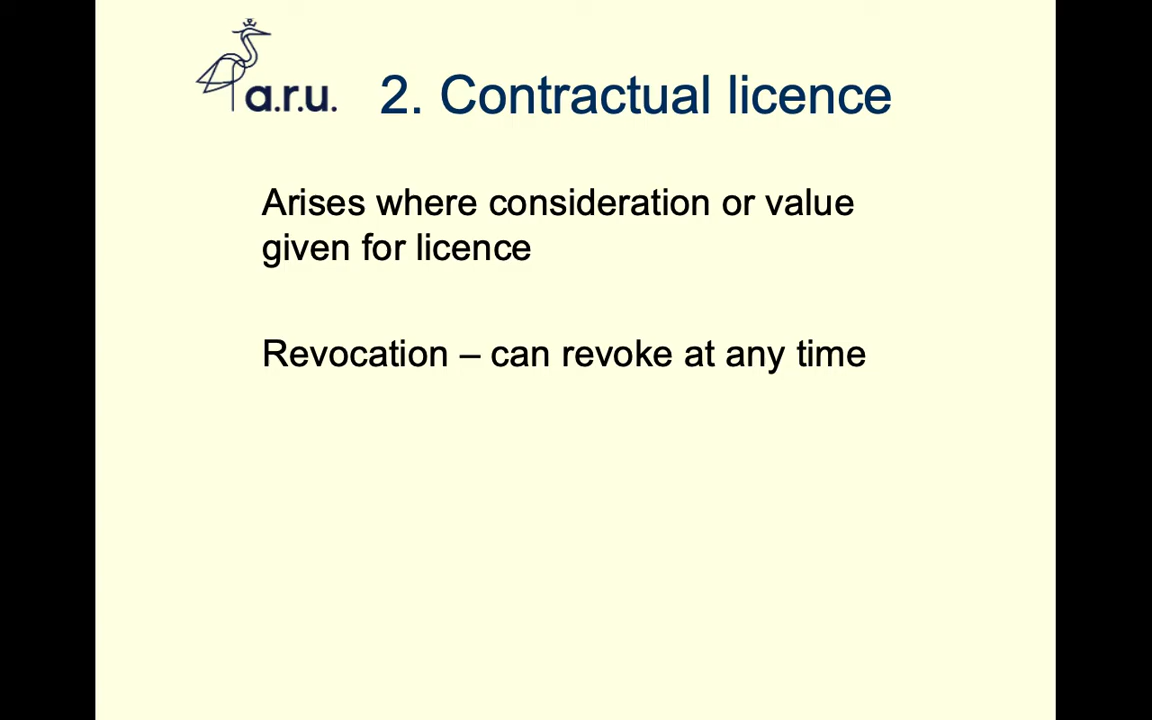 a.r.u.
2. Contractual licence
Arises where consideration or value
given for licence
Revocation – can revoke at any time